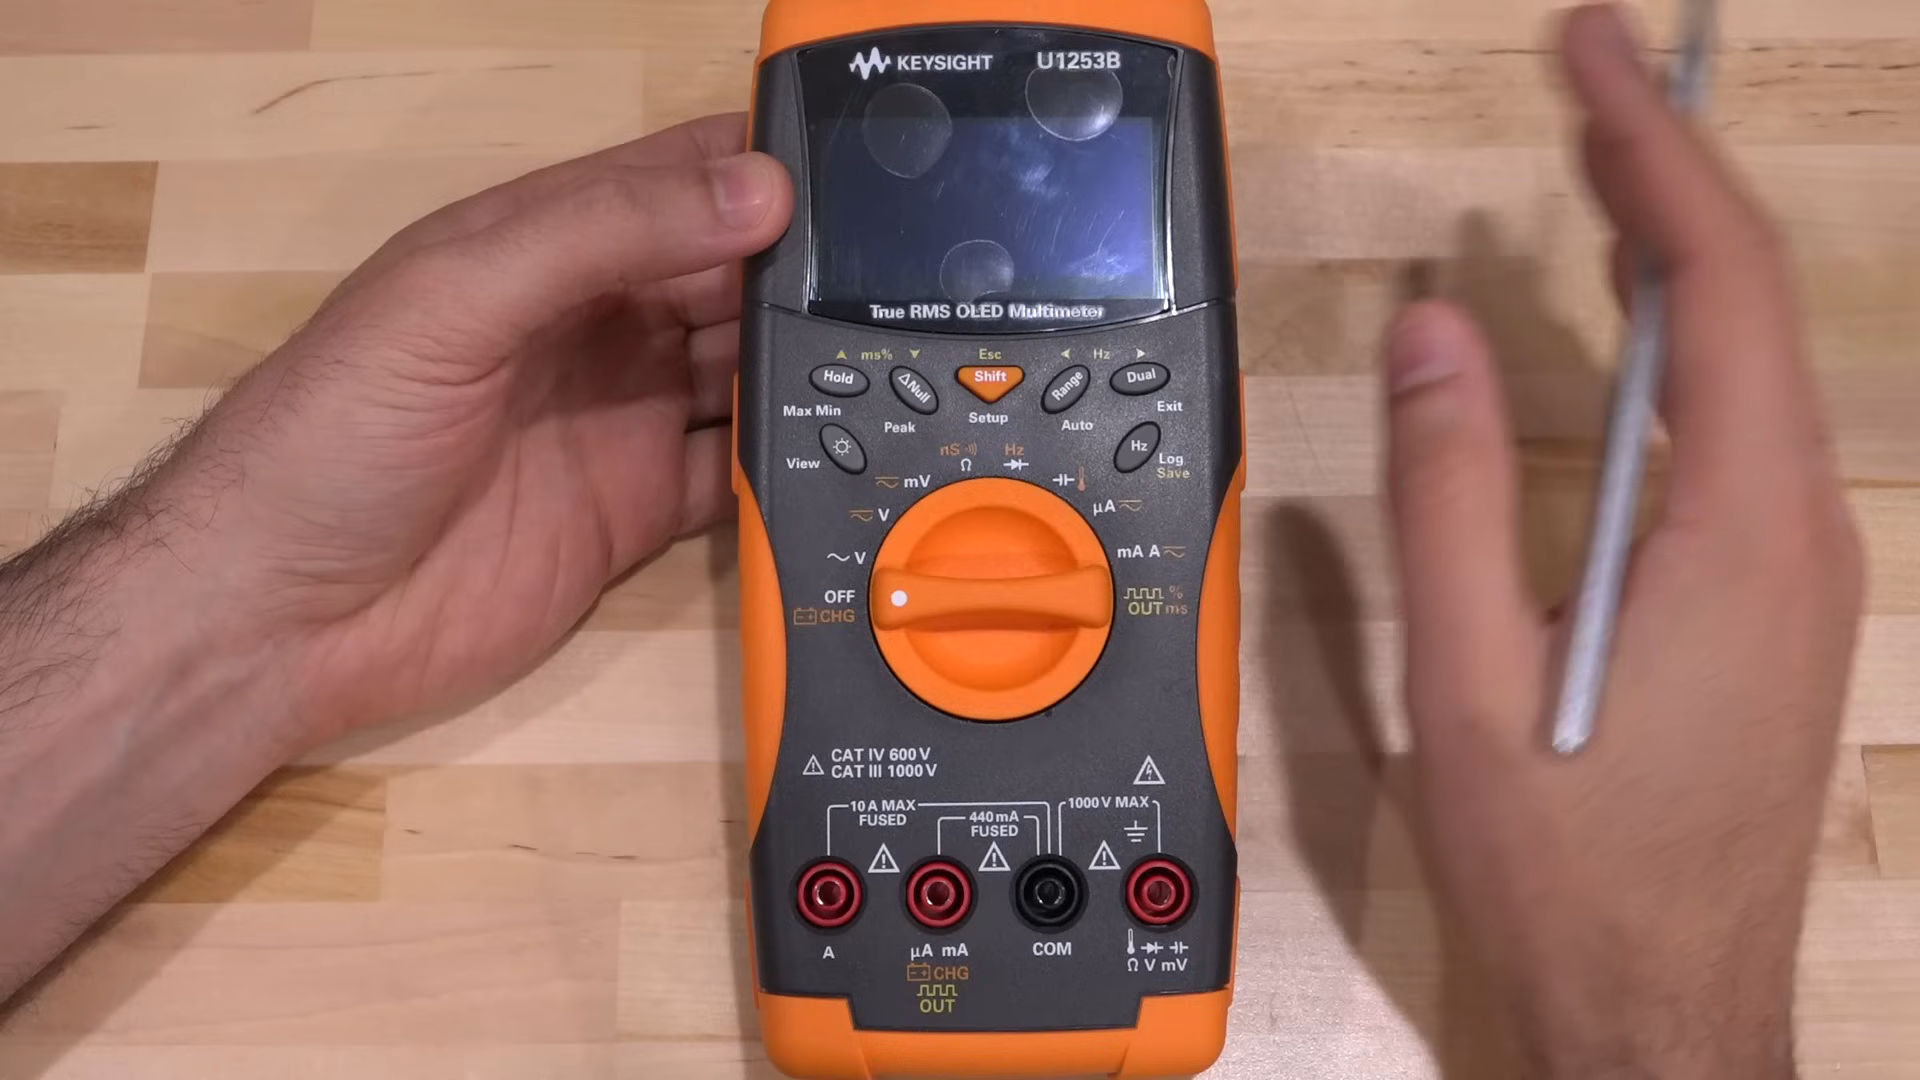 KEYSIGHT U1253B
True RMS OLED Multimeter
ms% Esc Hz
Hold ΔNull Shift Range Dual
Max Min Peak Setup Auto Exit
View Hz Log
Save
nS Hz
Ω
mV
V
µA
~ V
mA A
OFF
CHG
%
OUT ms
CAT IV 600 V
CAT III 1000 V
10 A MAX
FUSED
440 mA
FUSED
1000 V MAX
A
µA mA
CHG
OUT
COM
Ω V mV